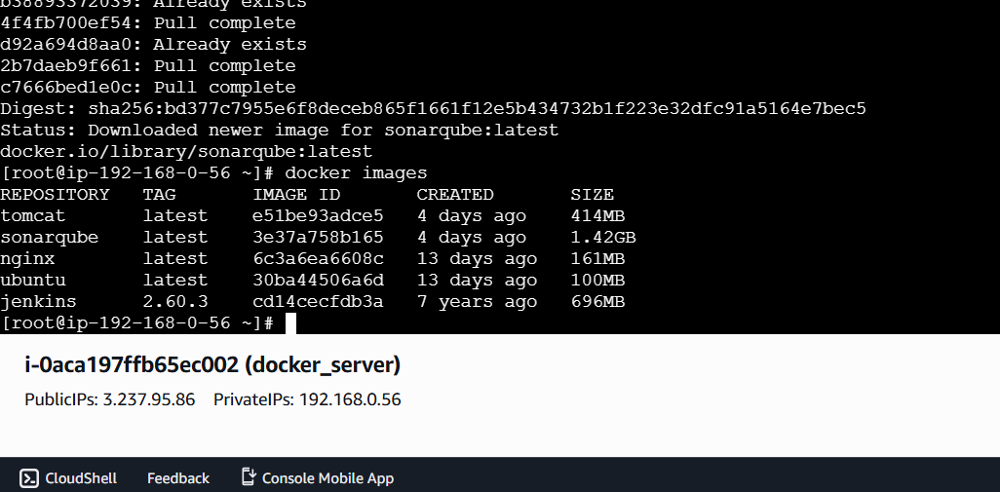 b38893372039: Already exists
4f4fb700ef54: Pull complete
d92a694d8aa0: Already exists
2b7daeb9f661: Pull complete
c7666bed1e0c: Pull complete
Digest: sha256:bd377c7955e6f8deceb865f1661f12e5b434732b1f223e32dfc91a5164e7bec5
Status: Downloaded newer image for sonarqube:latest
docker.io/library/sonarqube:latest
[root@ip-192-168-0-56 ~]# docker images
REPOSITORY TAG IMAGE ID CREATED SIZE
tomcat latest e51be93adce5 4 days ago 414MB
sonarqube latest 3e37a758b165 4 days ago 1.42GB
nginx latest 6c3a6ea6608c 13 days ago 161MB
ubuntu latest 30ba44506a6d 13 days ago 100MB
jenkins 2.60.3 cd14cecfdb3a 7 years ago 696MB
[root@ip-192-168-0-56 ~]#
i-0aca197ffb65ec002 (docker_server)
PublicIPs: 3.237.95.86 PrivateIPs: 192.168.0.56
CloudShell Feedback Console Mobile App